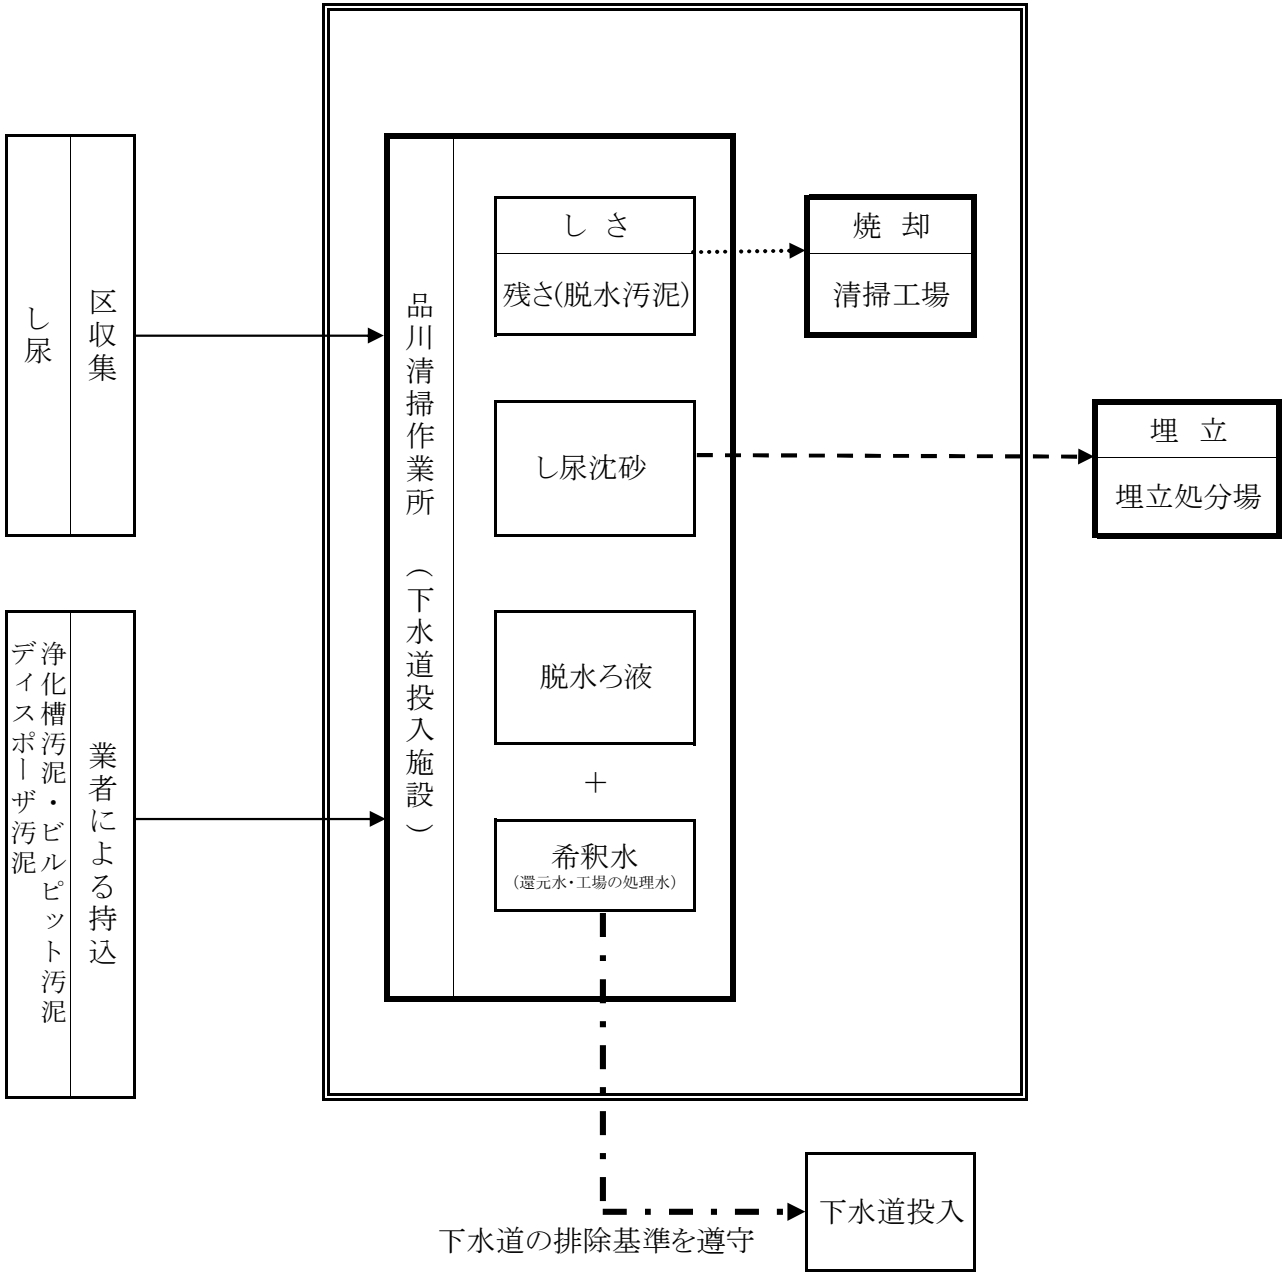 し尿
区収集
浄化槽汚泥・ビルピット汚泥
ディスポーザ汚泥
業者による持込
品川清掃作業所 （下水道投入施設）
し さ
残さ(脱水汚泥)
し尿沈砂
脱水ろ液
＋
希釈水
(還元水・工場の処理水)
焼 却
清掃工場
埋 立
埋立処分場
下水道投入
下水道の排除基準を遵守